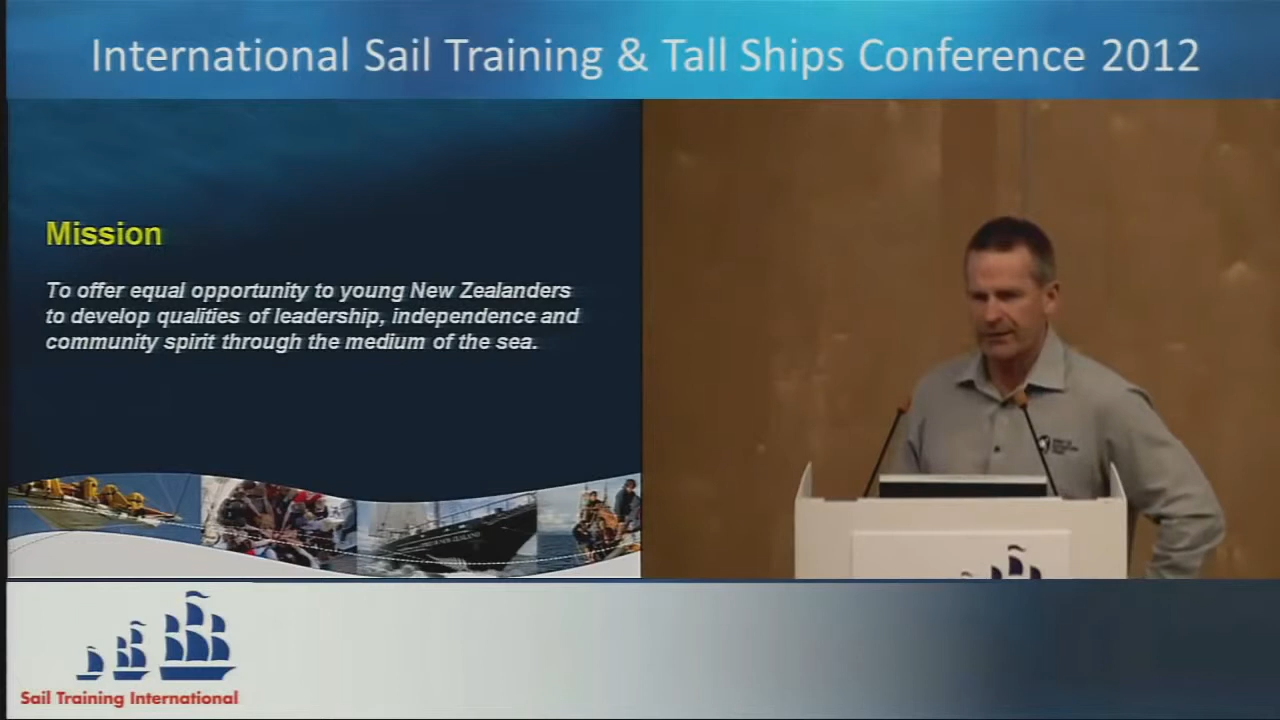 International Sail Training & Tall Ships Conference 2012
Mission
To offer equal opportunity to young New Zealanders
to develop qualities of leadership, independence and
community spirit through the medium of the sea.
Sail Training International